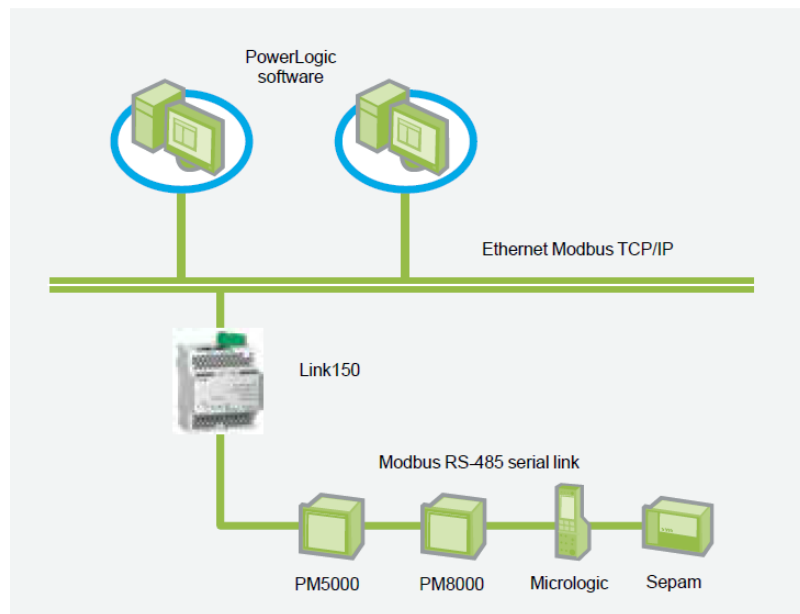 PowerLogic
software
Ethernet Modbus TCP/IP
Link150
Modbus RS-485 serial link
PM5000
PM8000
Micrologic
Sepam